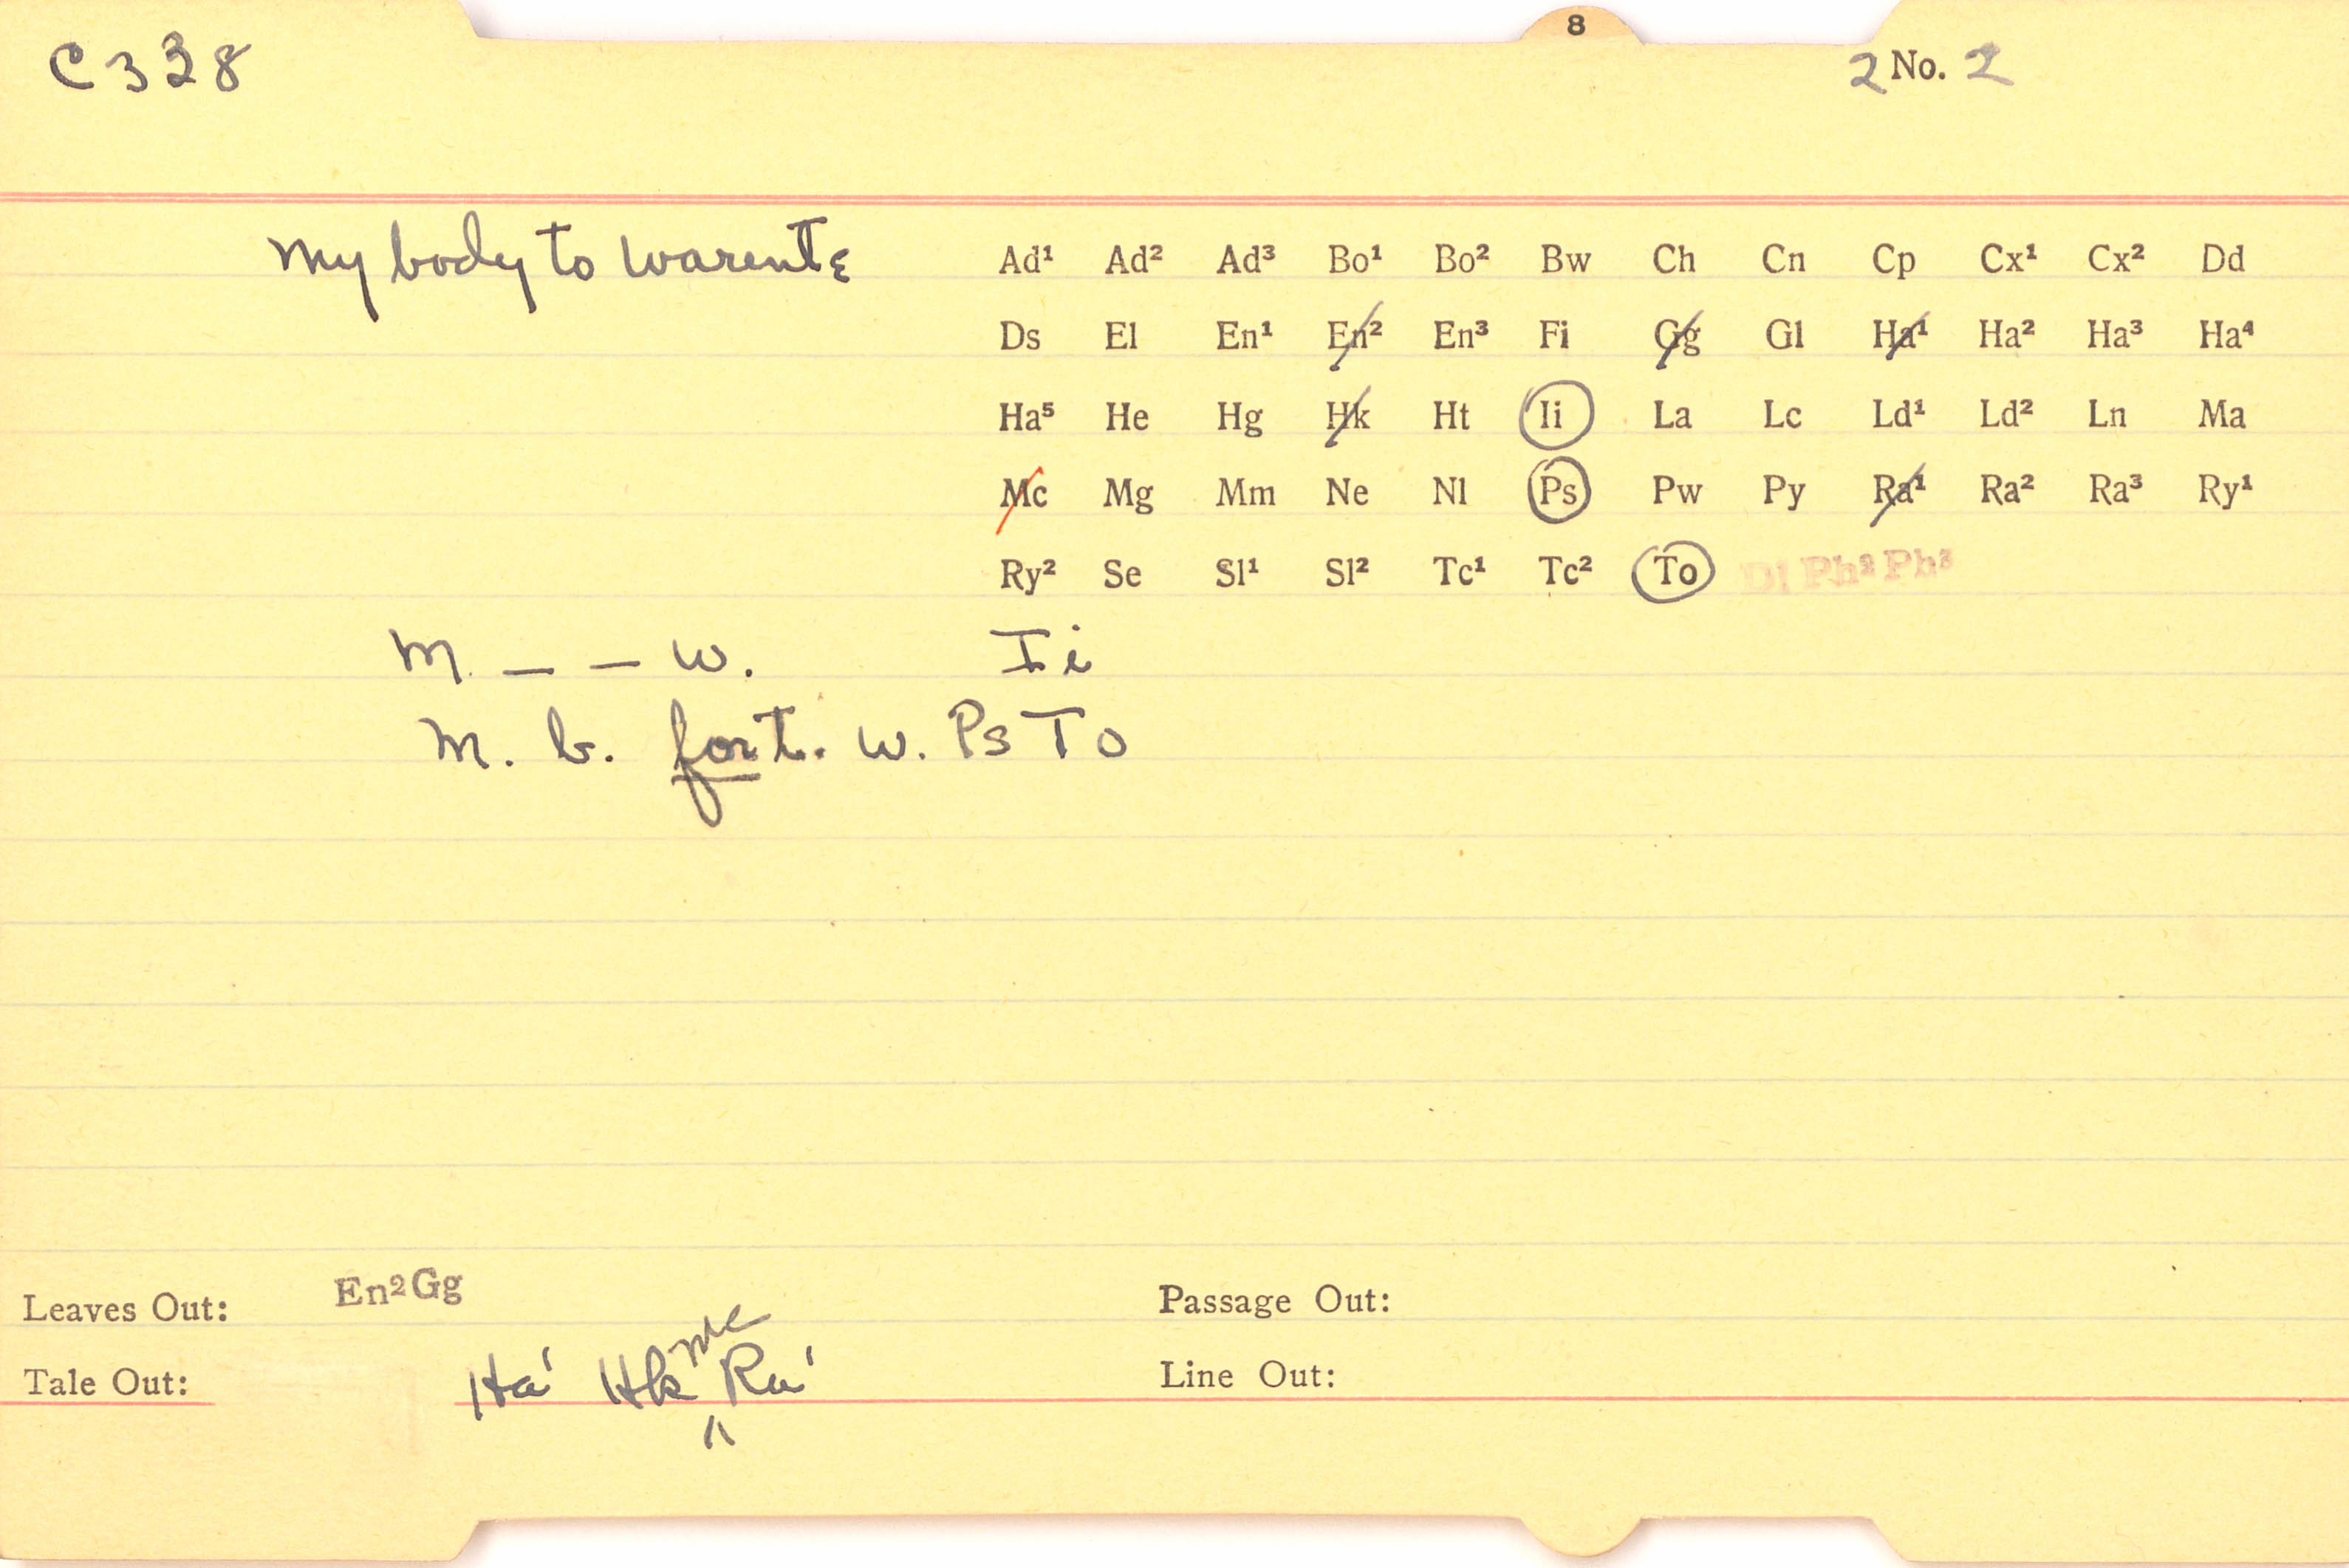 8
C 338
2 No. 2
My body to warente
Ad¹ Ad² Ad³ Bo¹ Bo² Bw Ch Cn Cp Cx¹ Cx² Dd
Ds El En¹ En² En³ Fi Gg Gl Ha¹ Ha² Ha³ Ha⁴
Ha⁵ He Hg Hk Ht Ii La Lc Ld¹ Ld² Ln Ma
Mc Mg Mm Ne Nl Ps Pw Py Ra¹ Ra² Ra³ Ry¹
Ry² Se Sl¹ Sl² Tc¹ Tc² To Dl Ph² Ph³
M. – – w. Ii
M. b. fort. w. Ps To
Leaves Out: En² Gg
Passage Out:
Tale Out: Ha¹ Hk Mc Ra¹
Line Out: